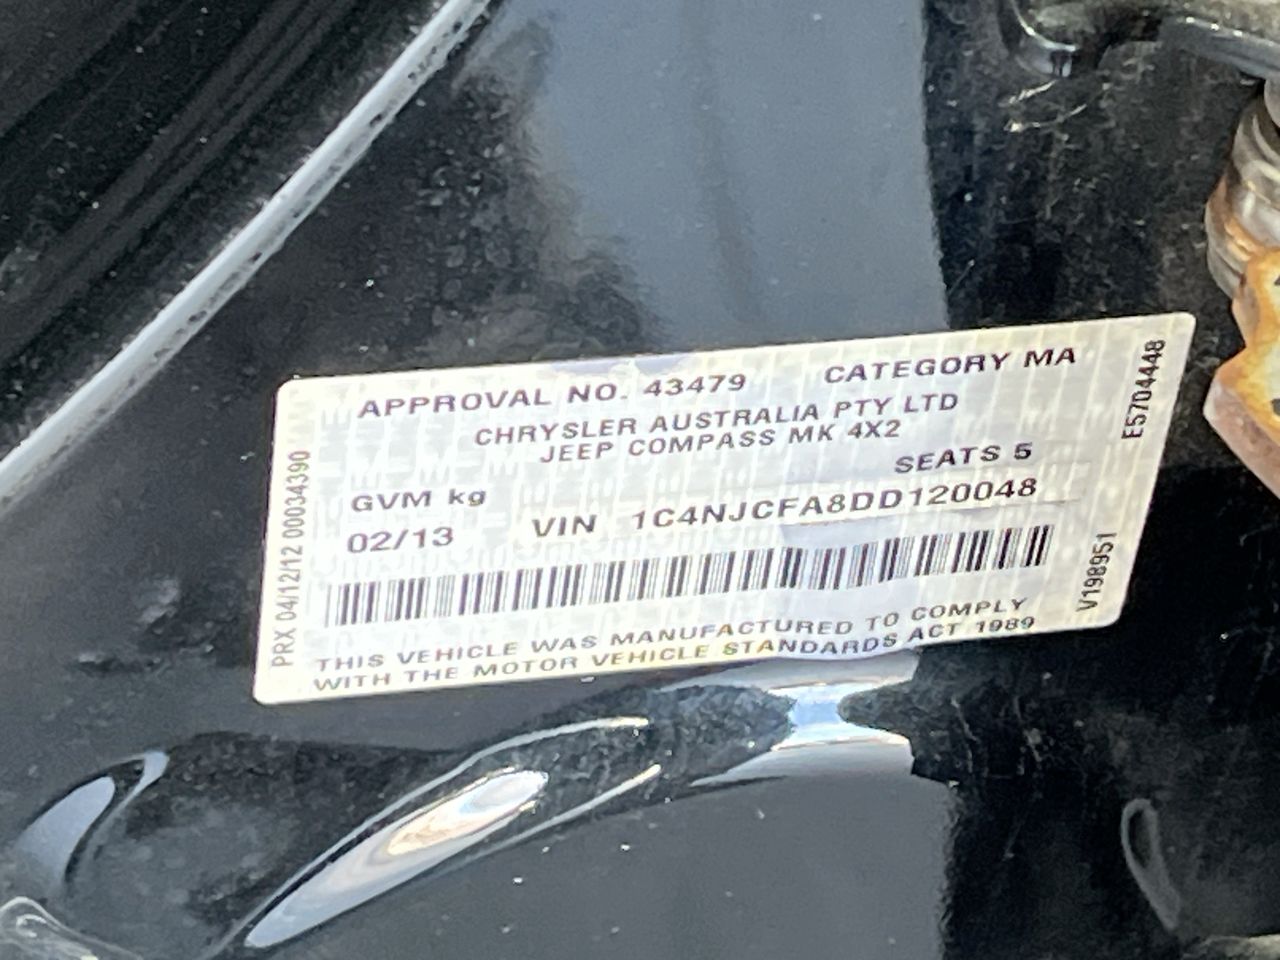 APPROVAL NO. 43479 CATEGORY MA
CHRYSLER AUSTRALIA PTY LTD
JEEP COMPASS MK 4X2
SEATS 5
GVM kg
02/13 VIN 1C4NJCFA8DD120048
THIS VEHICLE WAS MANUFACTURED TO COMPLY
WITH THE MOTOR VEHICLE STANDARDS ACT 1989
PRX 04/12/12 00034390
E5704448
V198951